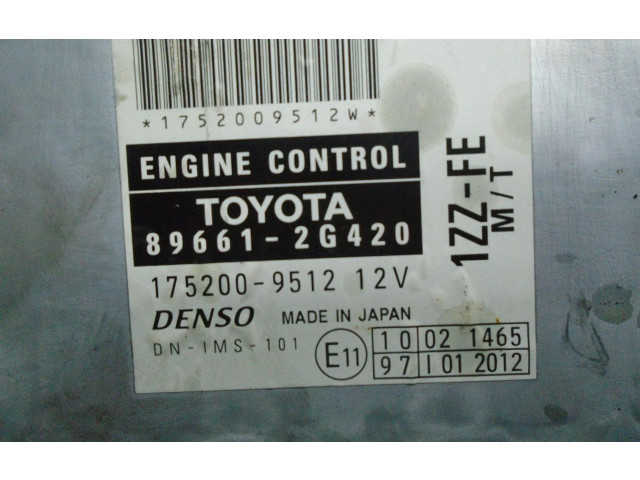 *1752009512W*
ENGINE CONTROL
TOYOTA
89661-2G420
175200-9512 12V
DENSO MADE IN JAPAN
DN-IMS-101
E11
10 02 1465
97 I 01 2012
1ZZ-FE
M/T